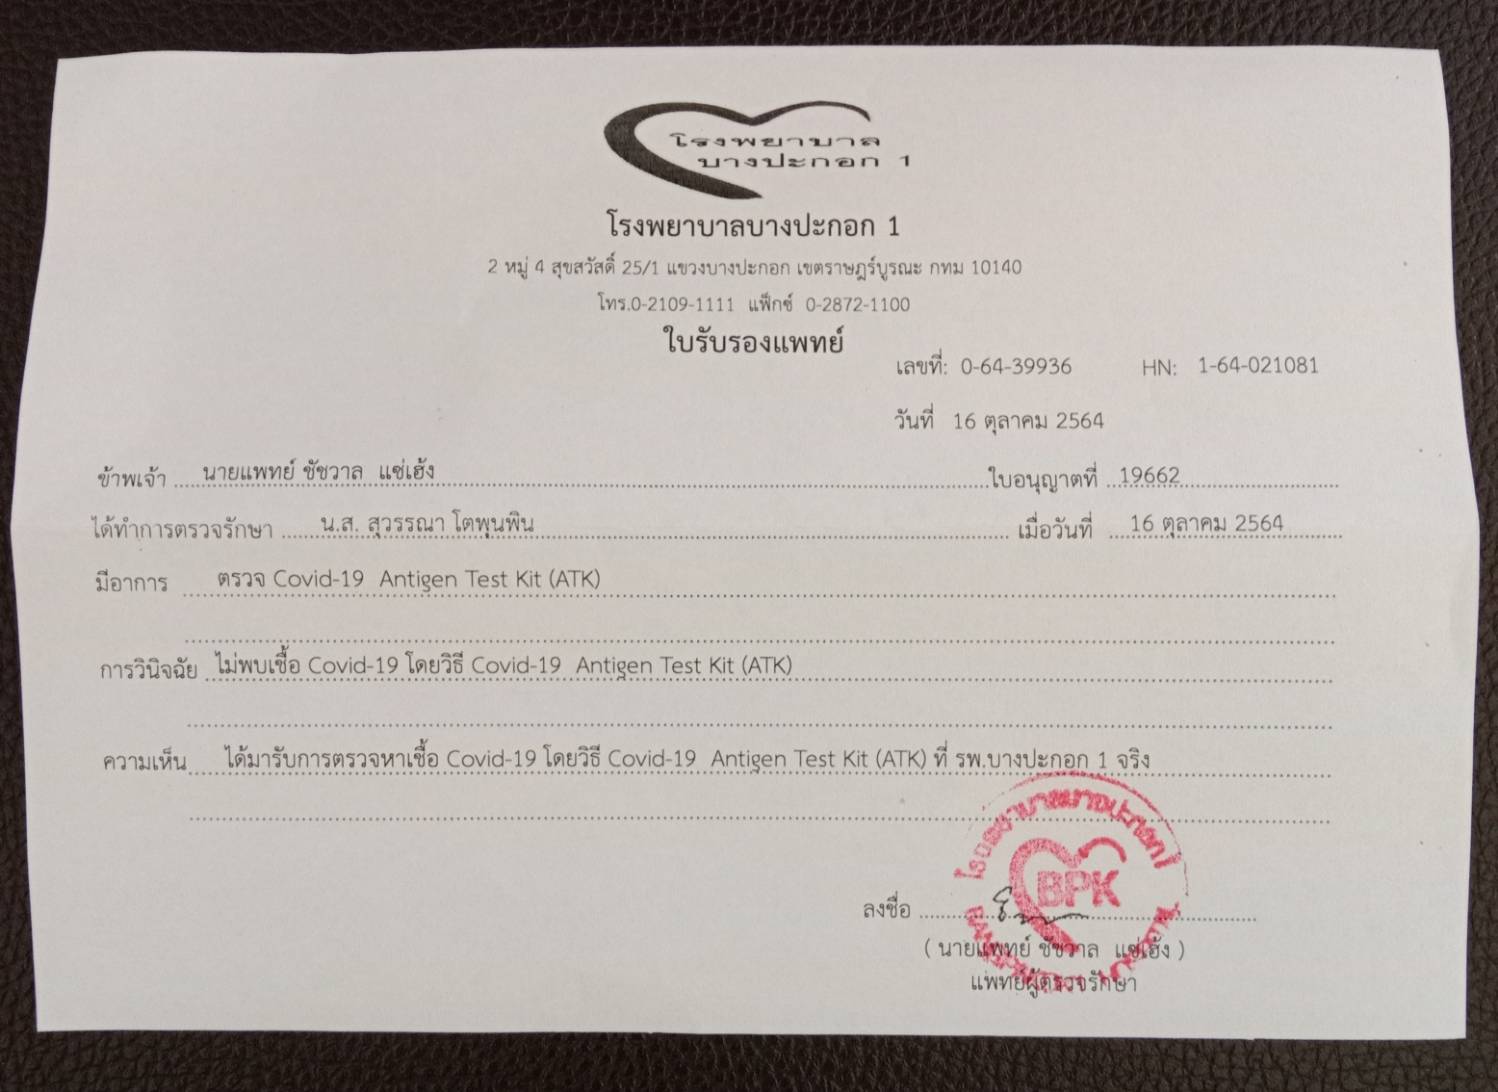 โรงพยาบาล
บางปะกอก 1
โรงพยาบาลบางปะกอก 1
2 หมู่ 4 สุขสวัสดิ์ 25/1 แขวงบางปะกอก เขตราษฎร์บูรณะ กทม 10140
โทร.0-2109-1111 แฟ็กซ์ 0-2872-1100
ใบรับรองแพทย์
เลขที่: 0-64-39936 HN: 1-64-021081
วันที่ 16 ตุลาคม 2564
ข้าพเจ้า นายแพทย์ ชัชวาล แซ่เฮ้ง ใบอนุญาตที่ 19662
ได้ทำการตรวจรักษา น.ส. สุวรรณา โตพุนพิน เมื่อวันที่ 16 ตุลาคม 2564
มีอาการ ตรวจ Covid-19 Antigen Test Kit (ATK)
การวินิจฉัย ไม่พบเชื้อ Covid-19 โดยวิธี Covid-19 Antigen Test Kit (ATK)
ความเห็น ได้มารับการตรวจหาเชื้อ Covid-19 โดยวิธี Covid-19 Antigen Test Kit (ATK) ที่ รพ.บางปะกอก 1 จริง
โรงพยาบาลบางปะกอก 1
BPK
ลงชื่อ
( นายแพทย์ ชัชวาล แซ่เฮ้ง )
แพทย์ผู้ตรวจรักษา